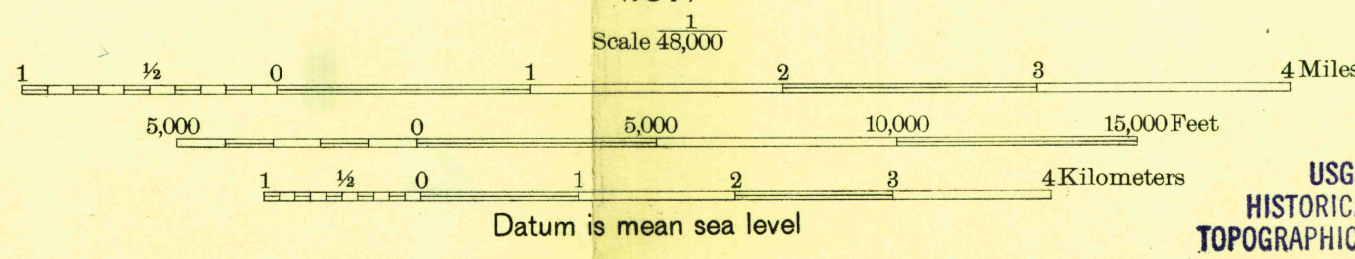 Scale 1/48,000
1 ½ 0 1 2 3 4 Miles
5,000 0 5,000 10,000 15,000 Feet
1 ½ 0 1 2 3 4 Kilometers
Datum is mean sea level
USG
HISTORIC
TOPOGRAPHIC